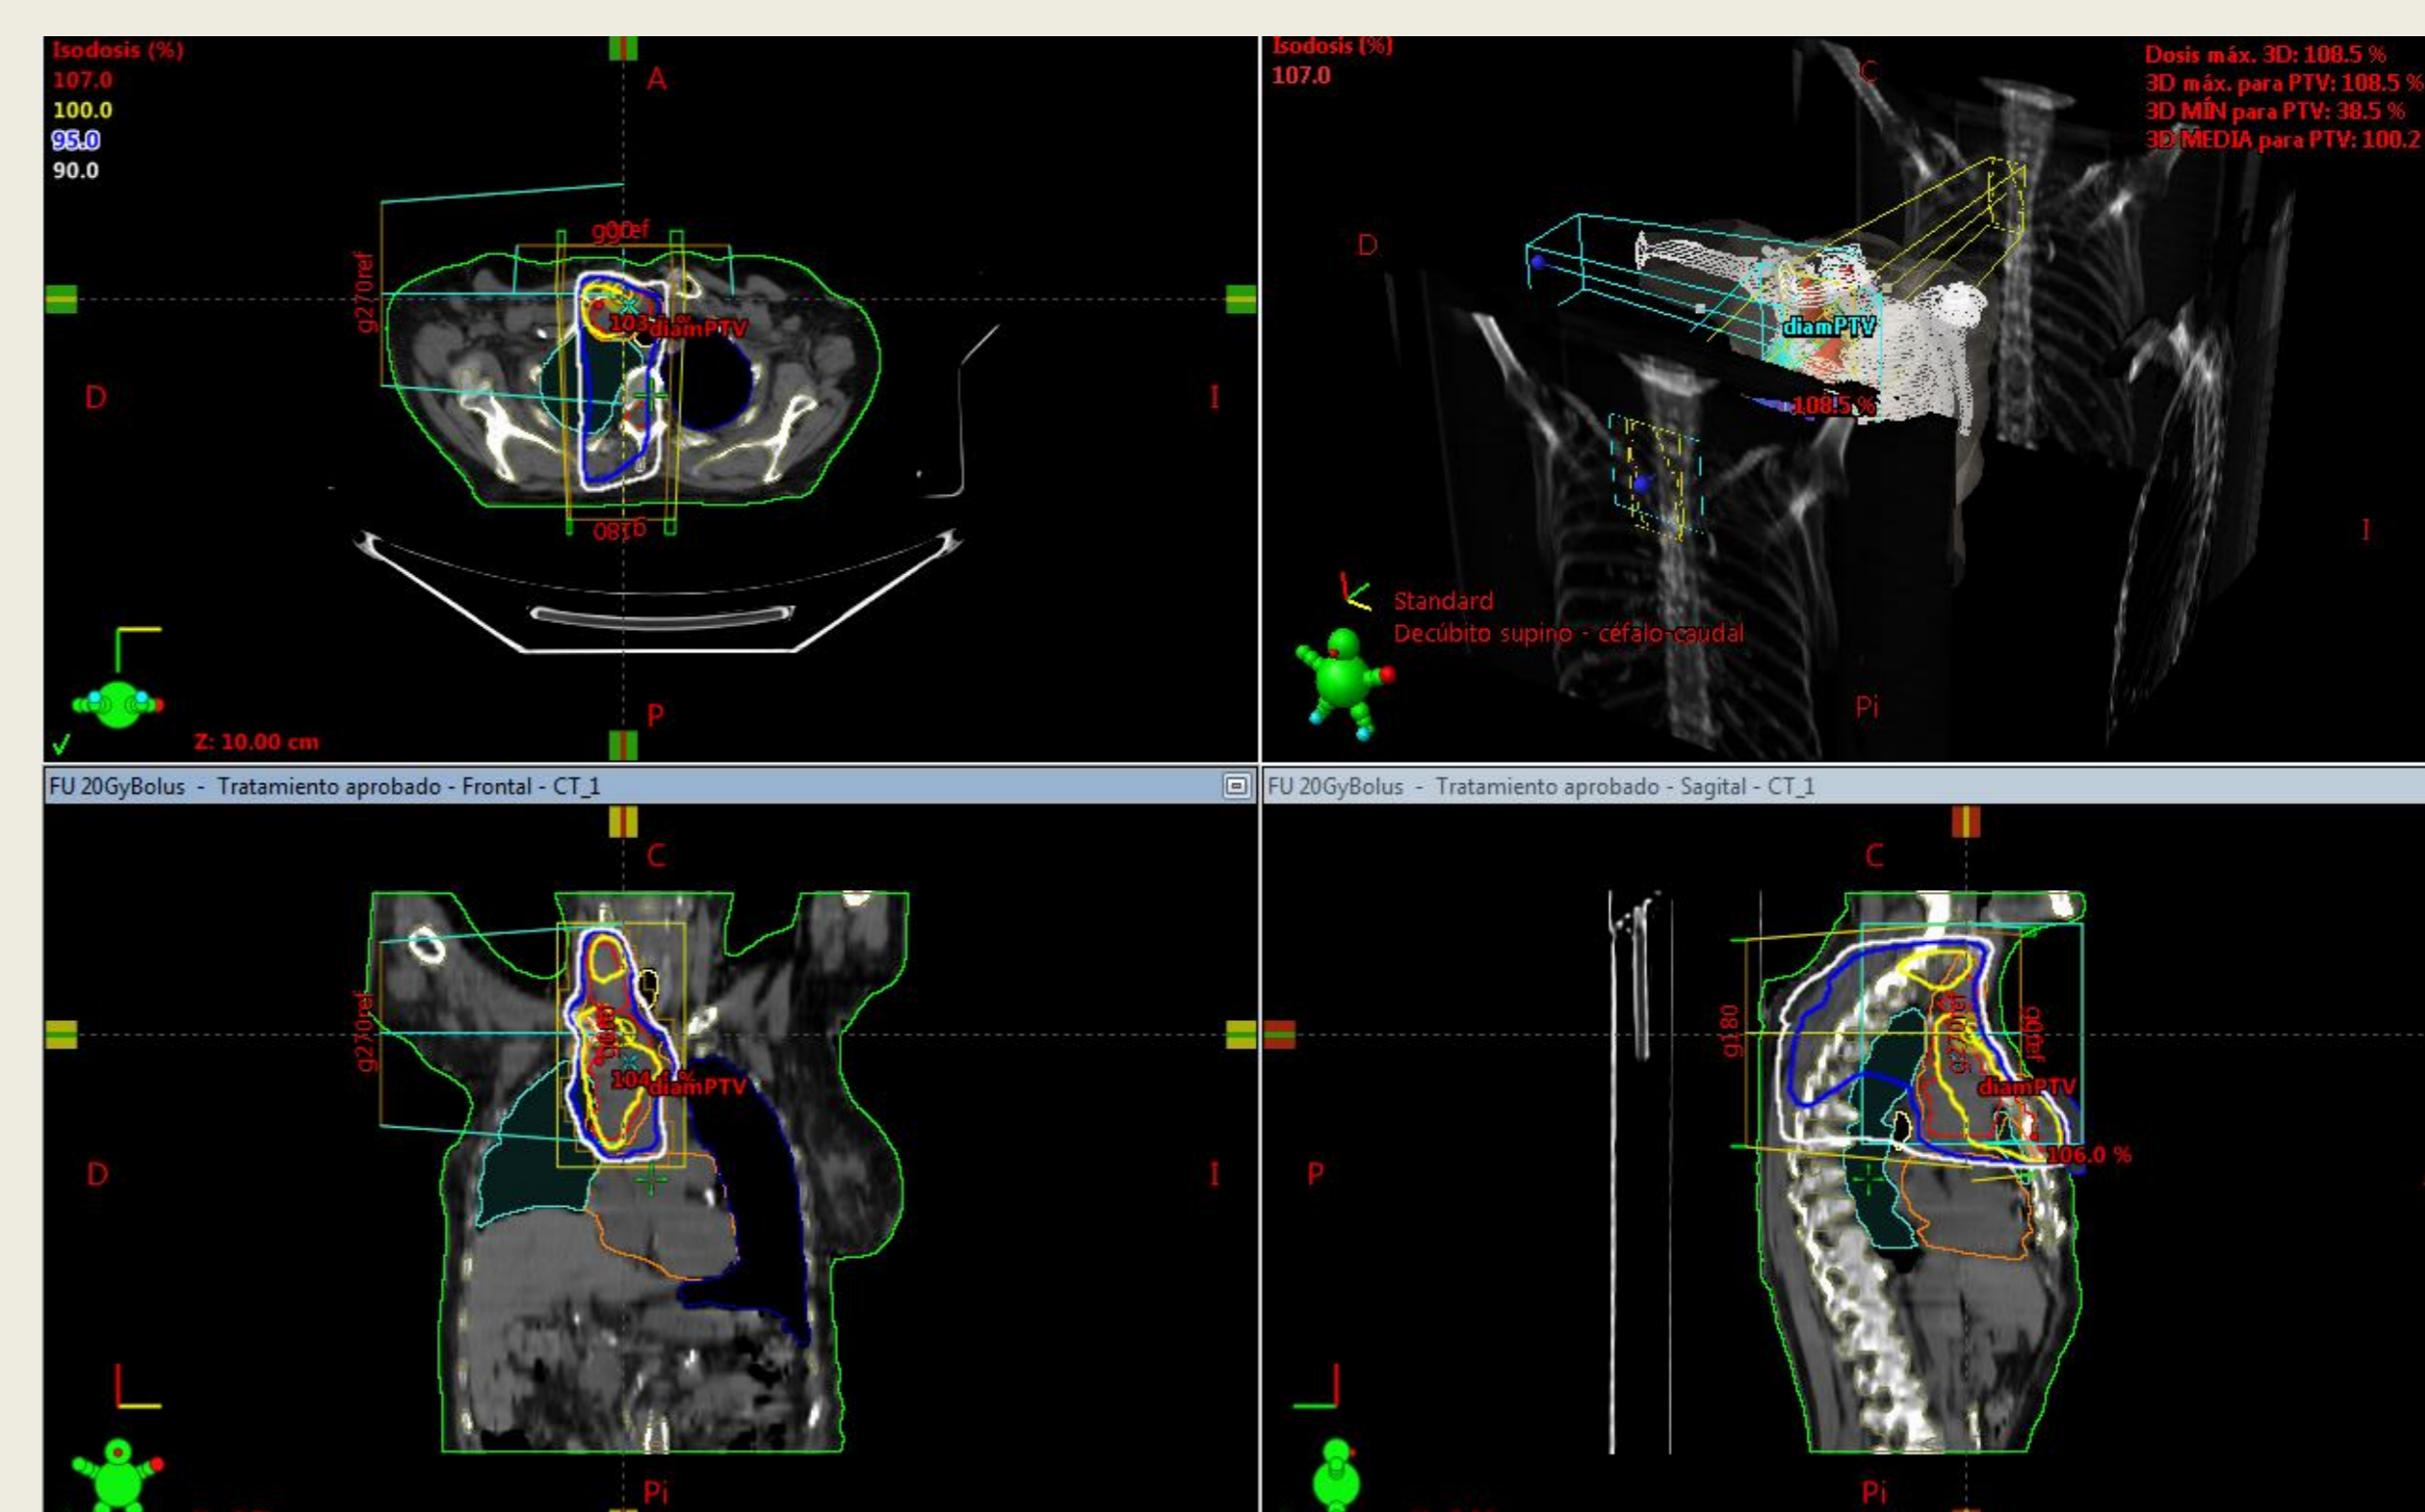 Isodosis (%)
107.0
100.0
95.0
90.0
A
g270ref
D
I
diamPTV
g180
P
Z: 10.00 cm
Isodosis (%)
107.0
C
Dosis máx. 3D: 108.5 %
3D máx. para PTV: 108.5 %
3D MÍN para PTV: 38.5 %
3D MEDIA para PTV: 100.2
D
diamPTV
108.5 %
I
Standard
Decúbito supino - céfalo-caudal
Pi
FU 20GyBolus - Tratamiento aprobado - Frontal - CT_1
C
g270ref
diamPTV
D
I
Pi
FU 20GyBolus - Tratamiento aprobado - Sagital - CT_1
C
g180
diamPTV
106.0 %
P
Pi